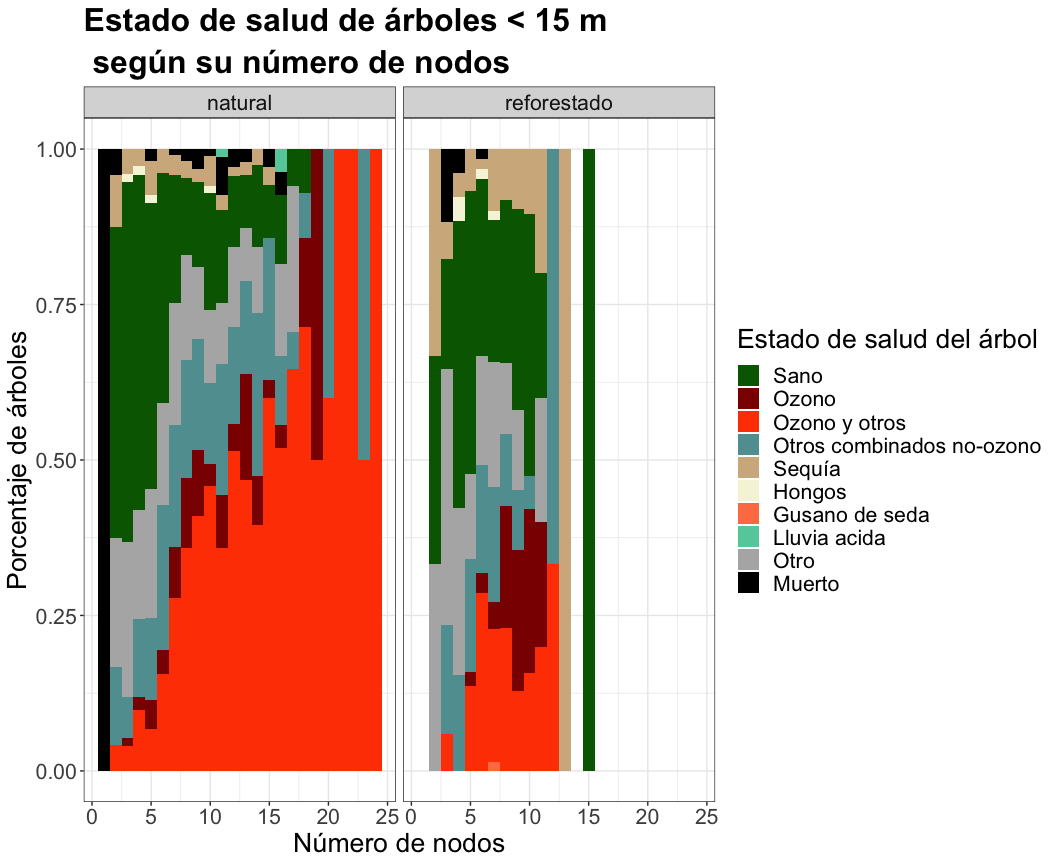 Estado de salud de árboles < 15 m
según su número de nodos
natural
reforestado
1.00
0.75
0.50
0.25
0.00
Porcentaje de árboles
0 5 10 15 20 25
0 5 10 15 20 25
Número de nodos
Estado de salud del árbol
Sano
Ozono
Ozono y otros
Otros combinados no-ozono
Sequía
Hongos
Gusano de seda
Lluvia acida
Otro
Muerto